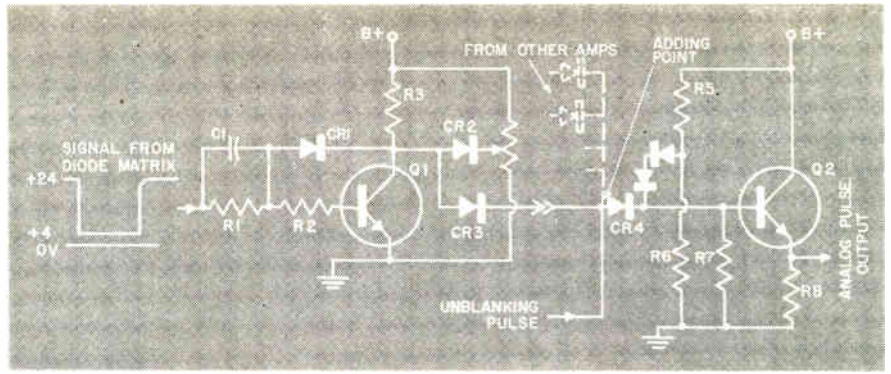 B+
FROM OTHER AMPS
ADDING
POINT
B+
R3
R5
SIGNAL FROM
DIODE MATRIX
C1
CR1
CR2
Q1
Q2
+24
+4
0V
R1
R2
CR3
CR4
R6
R7
R8
UNBLANKING
PULSE
ANALOG PULSE
OUTPUT